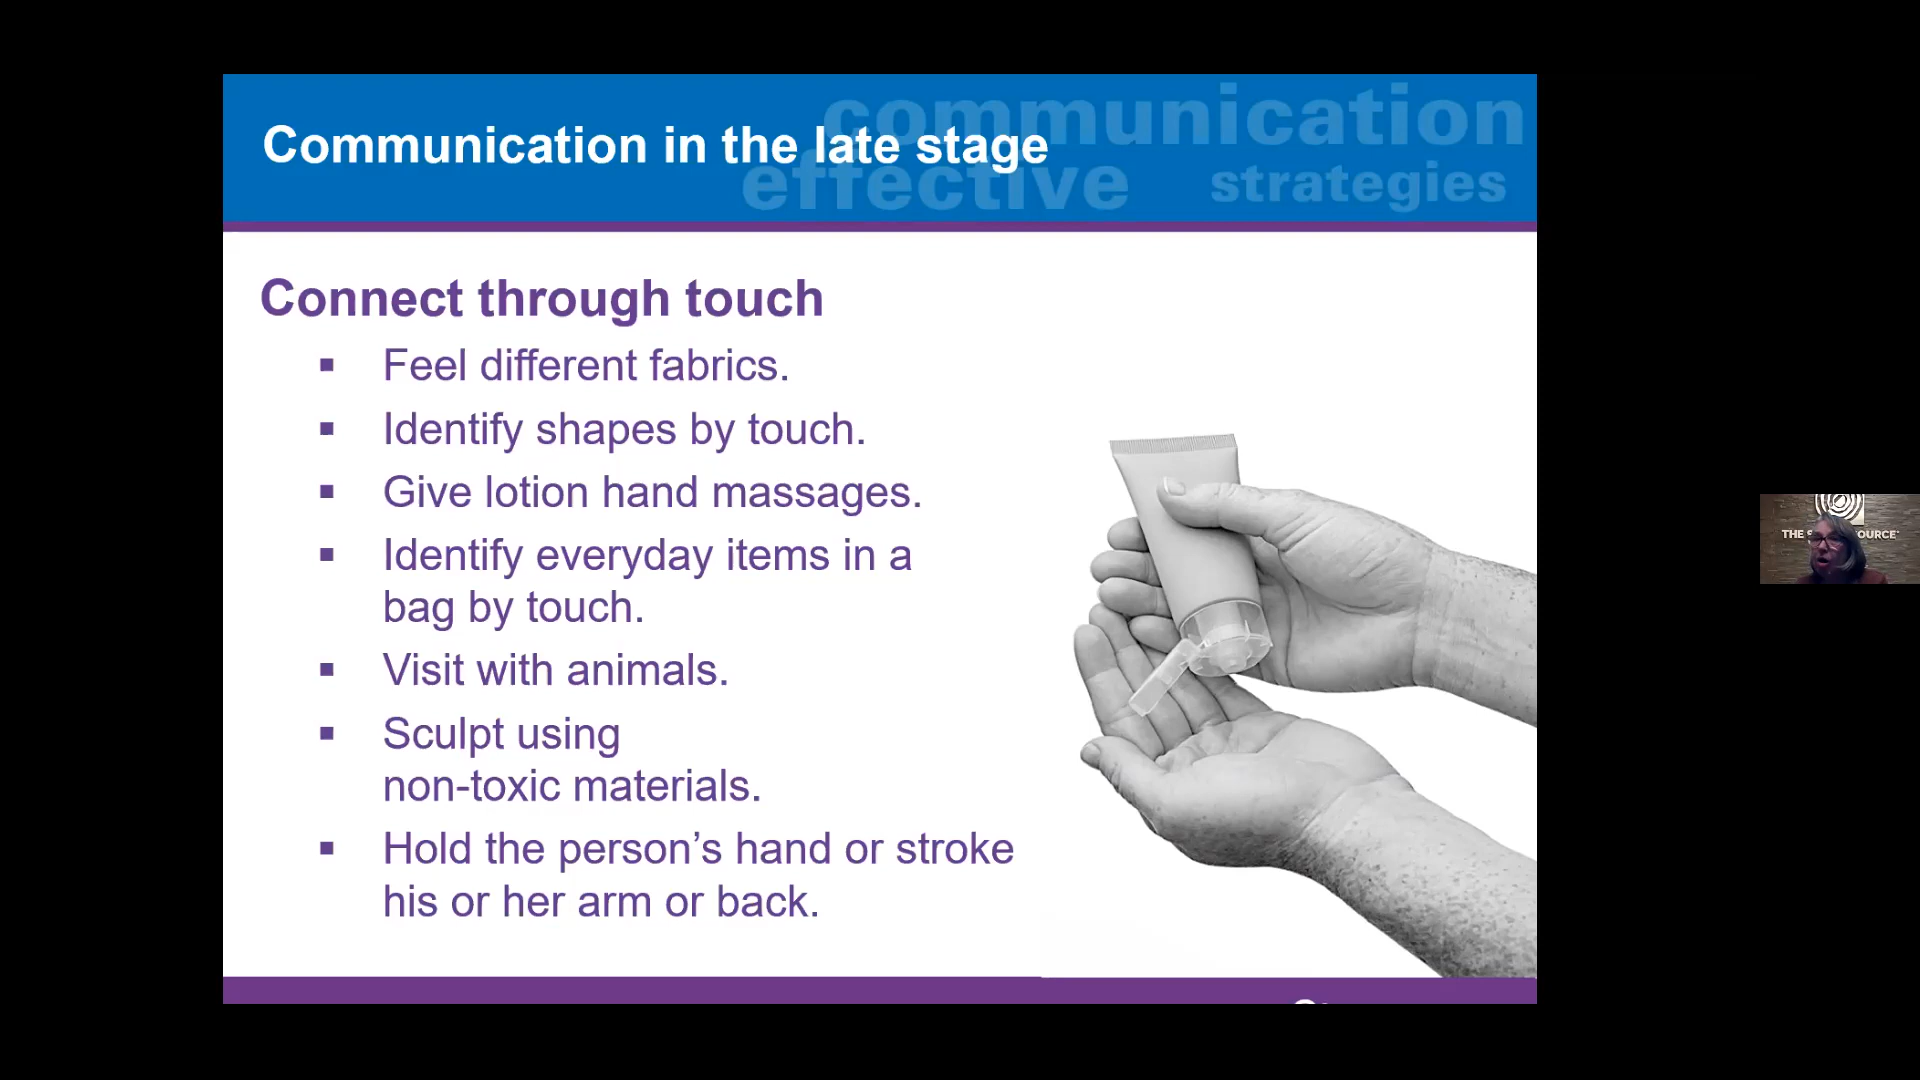 communication
Communication in the late stage
effective strategies
Connect through touch
▪ Feel different fabrics.
▪ Identify shapes by touch.
▪ Give lotion hand massages.
▪ Identify everyday items in a
bag by touch.
▪ Visit with animals.
▪ Sculpt using
non-toxic materials.
▪ Hold the person’s hand or stroke
his or her arm or back.
THE